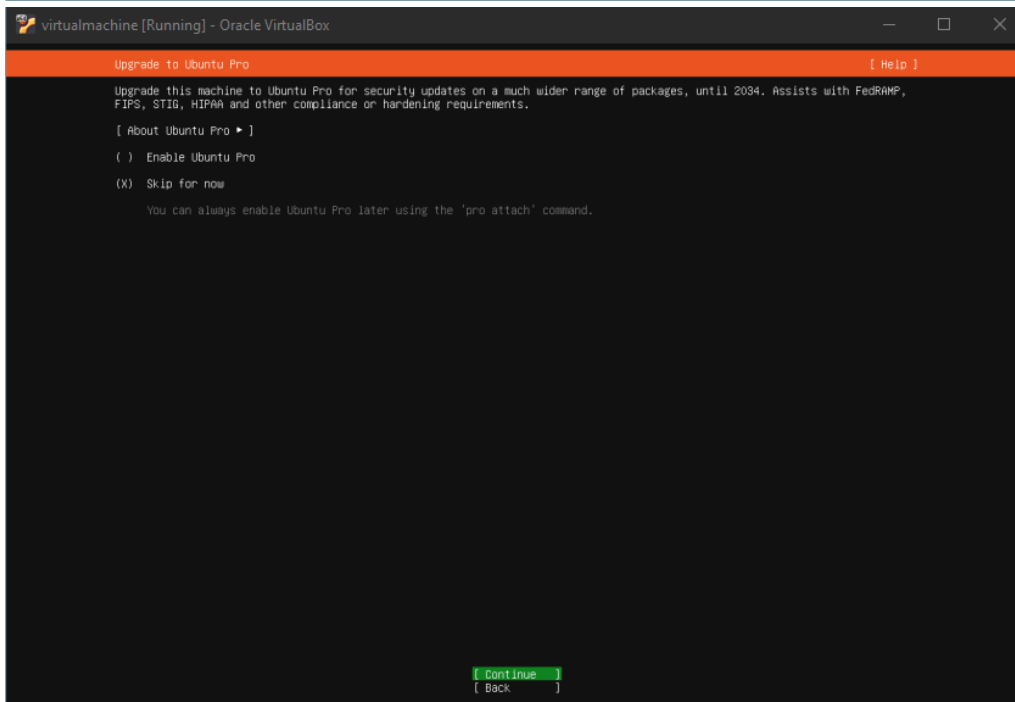 virtualmachine [Running] - Oracle VirtualBox
Upgrade to Ubuntu Pro [ Help ]
Upgrade this machine to Ubuntu Pro for security updates on a much wider range of packages, until 2034. Assists with FedRAMP,
FIPS, STIG, HIPAA and other compliance or hardening requirements.
[ About Ubuntu Pro ► ]
( ) Enable Ubuntu Pro
(X) Skip for now
You can always enable Ubuntu Pro later using the 'pro attach' command.
[ Continue ]
[ Back ]